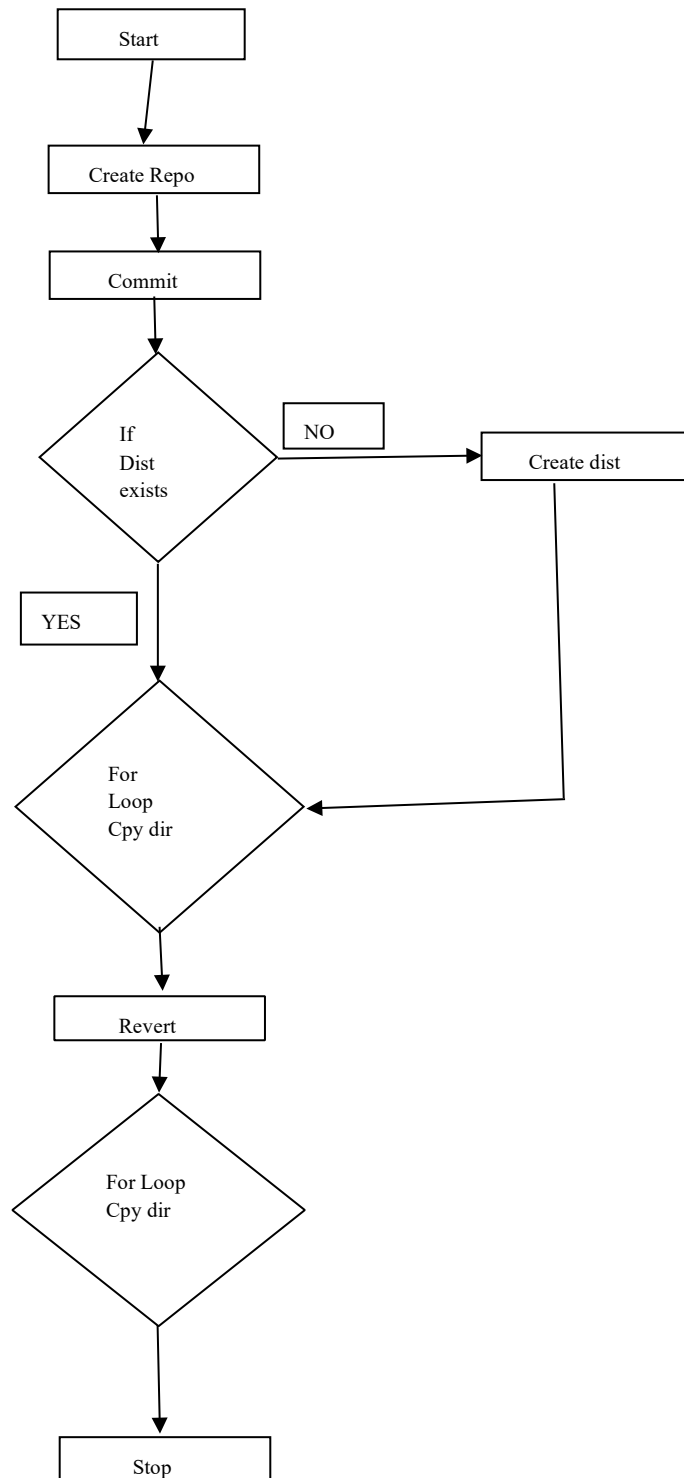 Start
Create Repo
Commit
If
Dist
exists
NO
Create dist
YES
For
Loop
Cpy dir
Revert
For Loop
Cpy dir
Stop